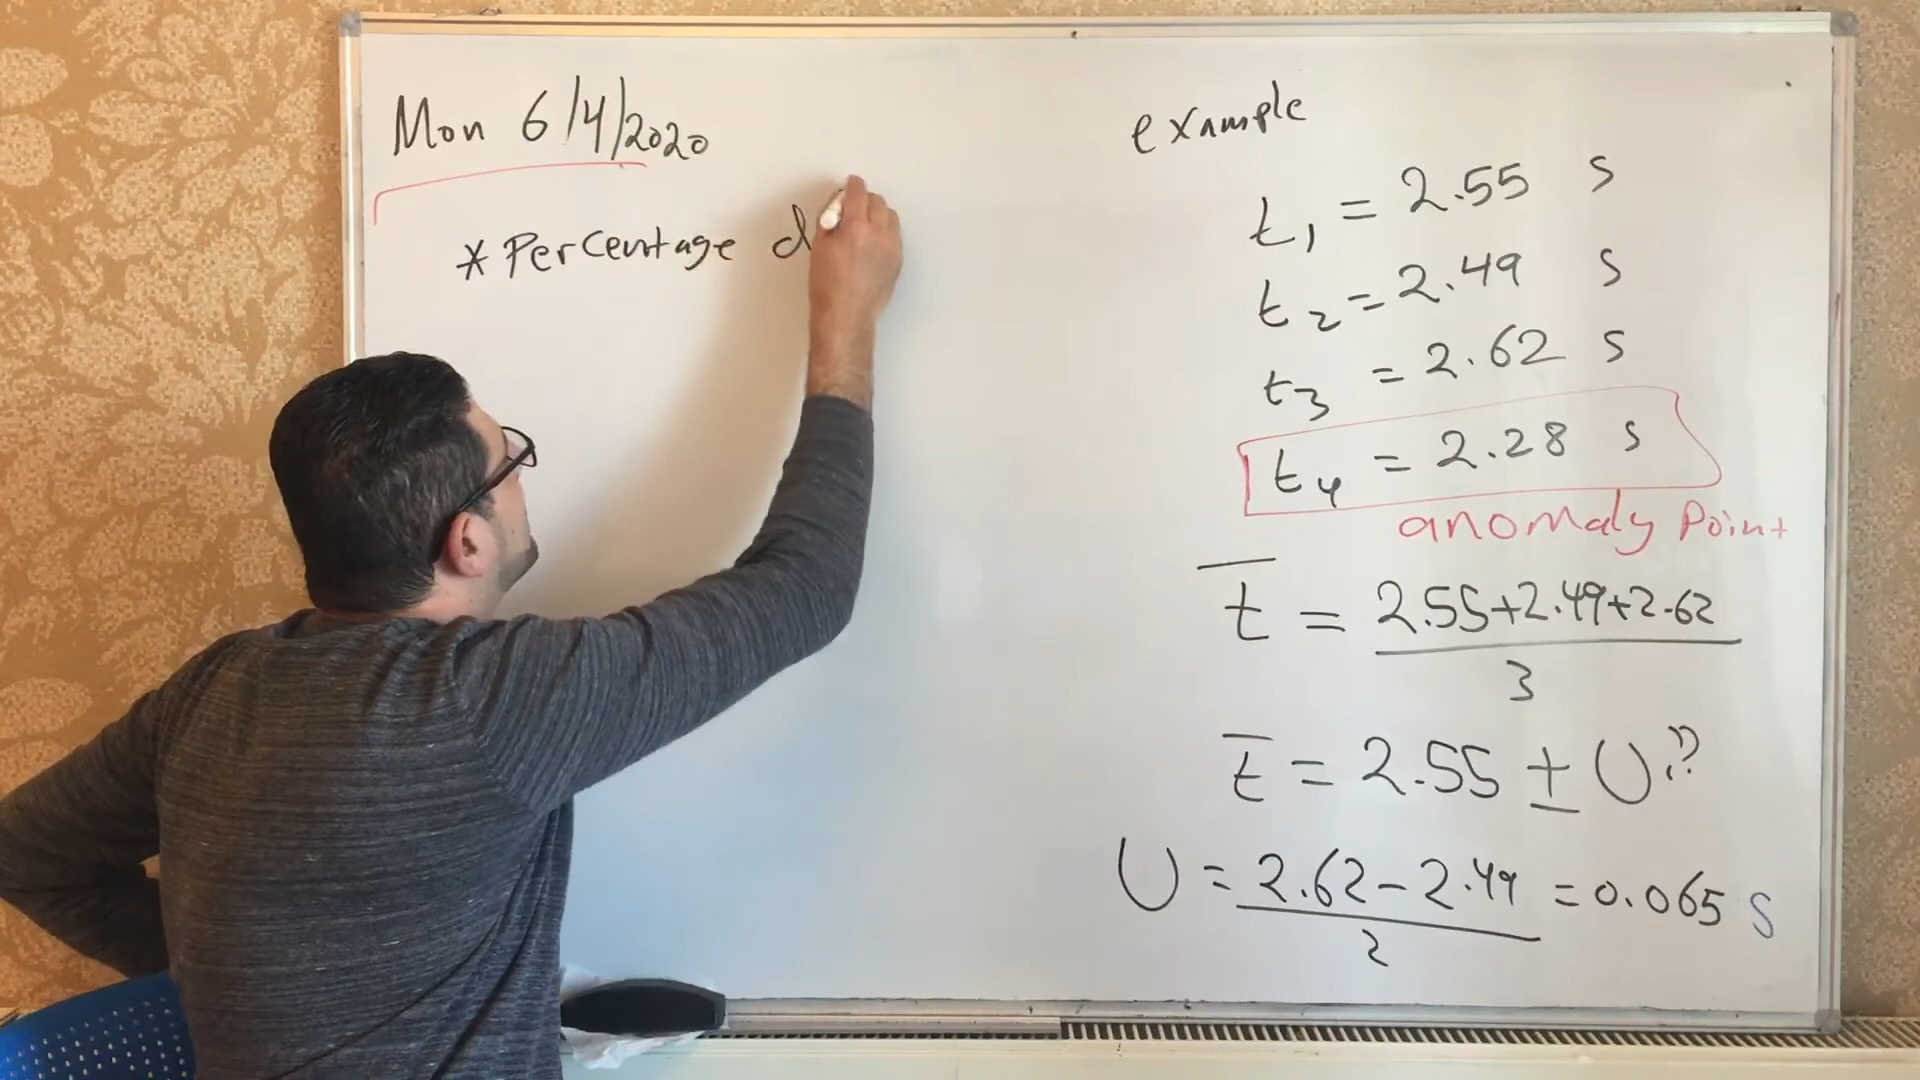 Mon 6/4/2020
* Percentage d
example
t1 = 2.55 s
t2 = 2.49 s
t3 = 2.62 s
t4 = 2.28 s
anomaly Point
t̅ = 2.55+2.49+2.62
3
t̅ = 2.55 ± U??
U = 2.62-2.49 = 0.065 s
2